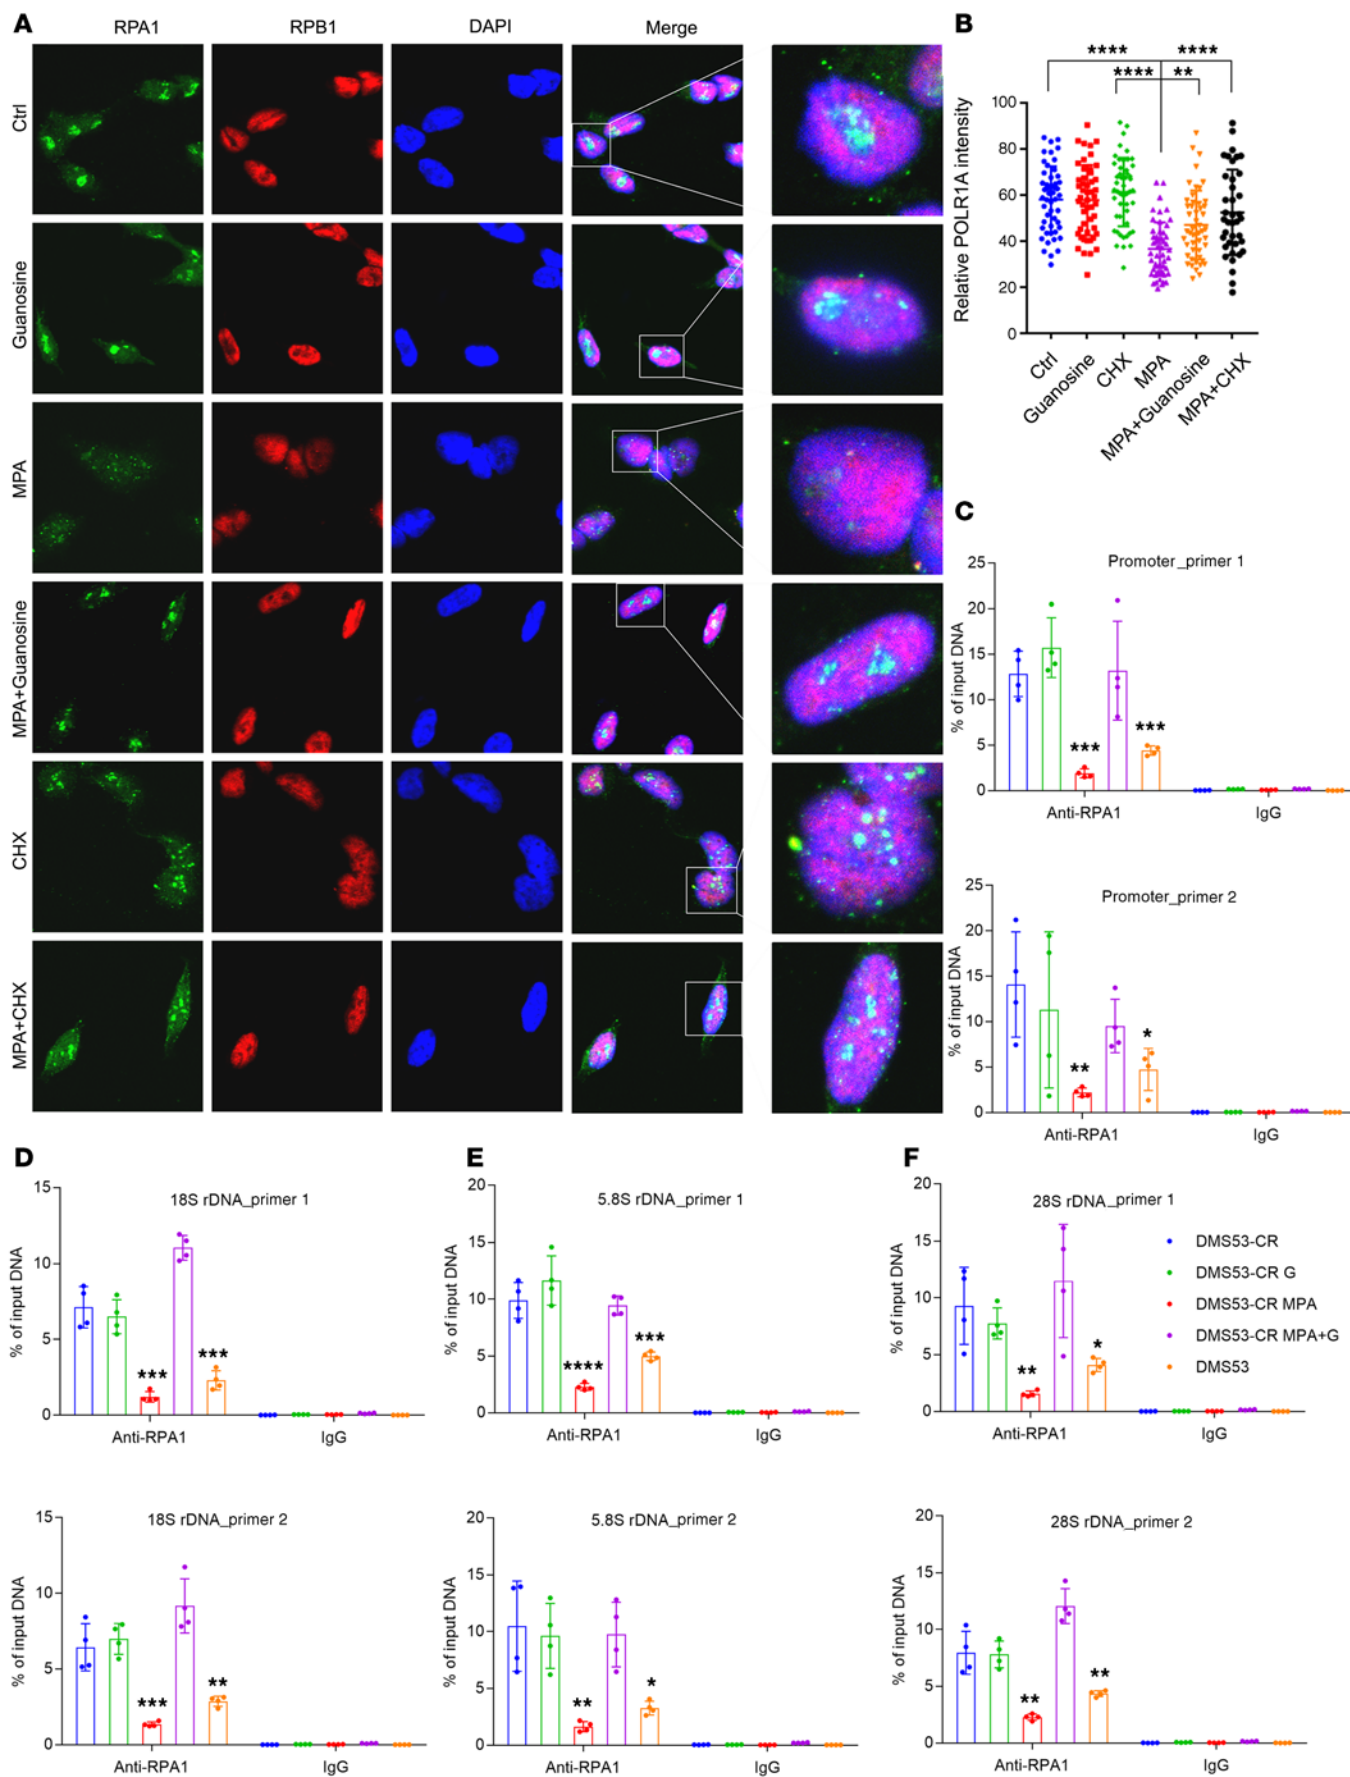 A
RPA1 RPB1 DAPI Merge
Ctrl
Guanosine
MPA
MPA+Guanosine
CHX
MPA+CHX
B
**** ****
**** **
Relative POLR1A intensity
100
80
60
40
20
0
Ctrl
Guanosine
CHX
MPA
MPA+Guanosine
MPA+CHX
C
Promoter_primer 1
% of input DNA
25
20
15
10
5
0
*** ***
Anti-RPA1 IgG
Promoter_primer 2
% of input DNA
25
20
15
10
5
0
** *
Anti-RPA1 IgG
D
18S rDNA_primer 1
% of input DNA
15
10
5
0
*** ***
Anti-RPA1 IgG
18S rDNA_primer 2
% of input DNA
15
10
5
0
*** **
Anti-RPA1 IgG
E
5.8S rDNA_primer 1
% of input DNA
20
15
10
5
0
**** ***
Anti-RPA1 IgG
5.8S rDNA_primer 2
% of input DNA
20
15
10
5
0
** *
Anti-RPA1 IgG
F
28S rDNA_primer 1
% of input DNA
20
15
10
5
0
** *
Anti-RPA1 IgG
DMS53-CR
DMS53-CR G
DMS53-CR MPA
DMS53-CR MPA+G
DMS53
28S rDNA_primer 2
% of input DNA
20
15
10
5
0
** **
Anti-RPA1 IgG